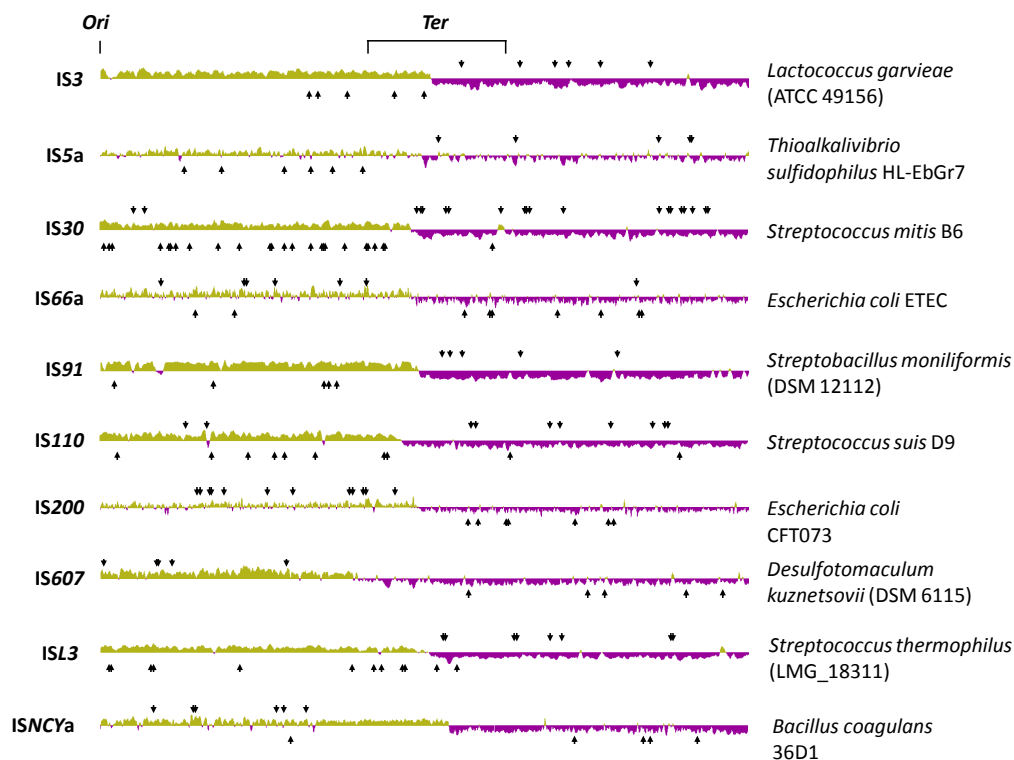 Ori
Ter
IS3
Lactococcus garvieae
(ATCC 49156)
IS5a
Thioalkalivibrio
sulfidophilus HL-EbGr7
IS30
Streptococcus mitis B6
IS66a
Escherichia coli ETEC
IS91
Streptobacillus moniliformis
(DSM 12112)
IS110
Streptococcus suis D9
IS200
Escherichia coli
CFT073
IS607
Desulfotomaculum
kuznetsovii (DSM 6115)
ISL3
Streptococcus thermophilus
(LMG_18311)
ISNCYa
Bacillus coagulans
36D1